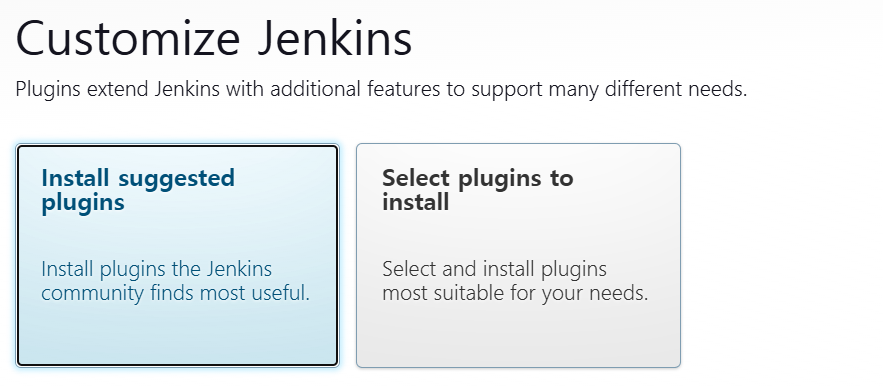 Customize Jenkins
Plugins extend Jenkins with additional features to support many different needs.
Install suggested
plugins
Install plugins the Jenkins
community finds most useful.
Select plugins to
install
Select and install plugins
most suitable for your needs.